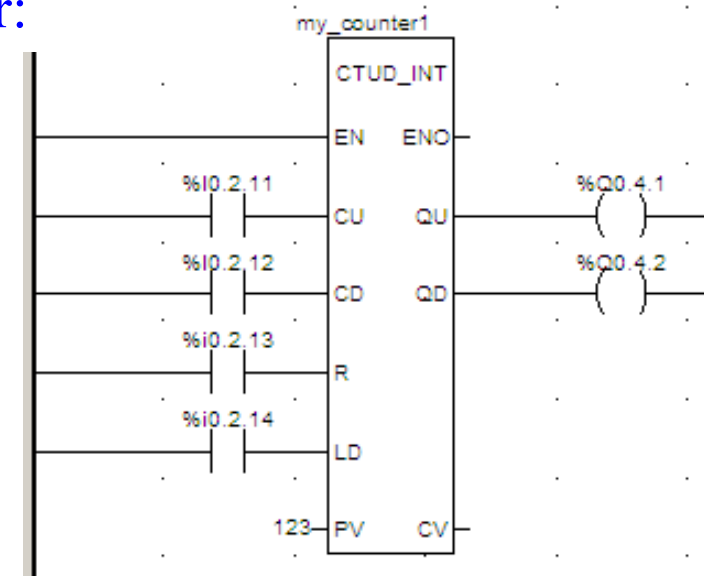 r:
my_counter1
CTUD_INT
EN ENO
%I0.2.11 %Q0.4.1
CU QU
%I0.2.12 %Q0.4.2
CD QD
%i0.2.13
R
%i0.2.14
LD
123 PV CV